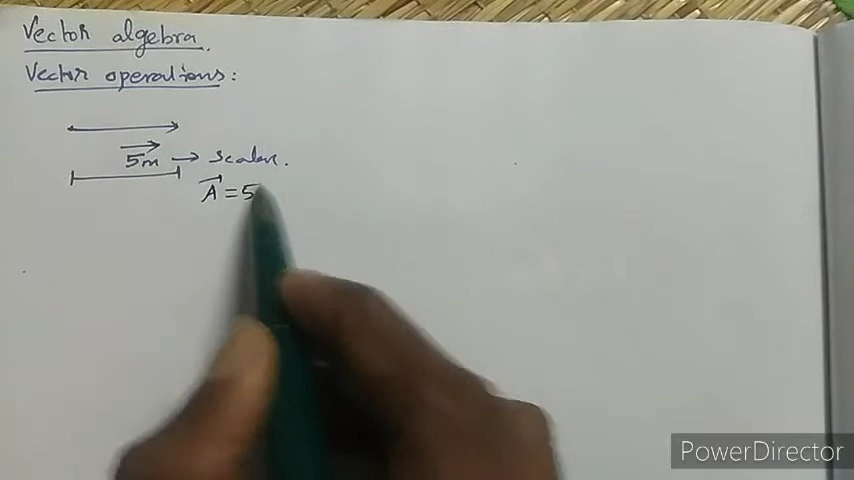 Vector algebra.
Vector operations:
5m → scalar.
A = 5
PowerDirector